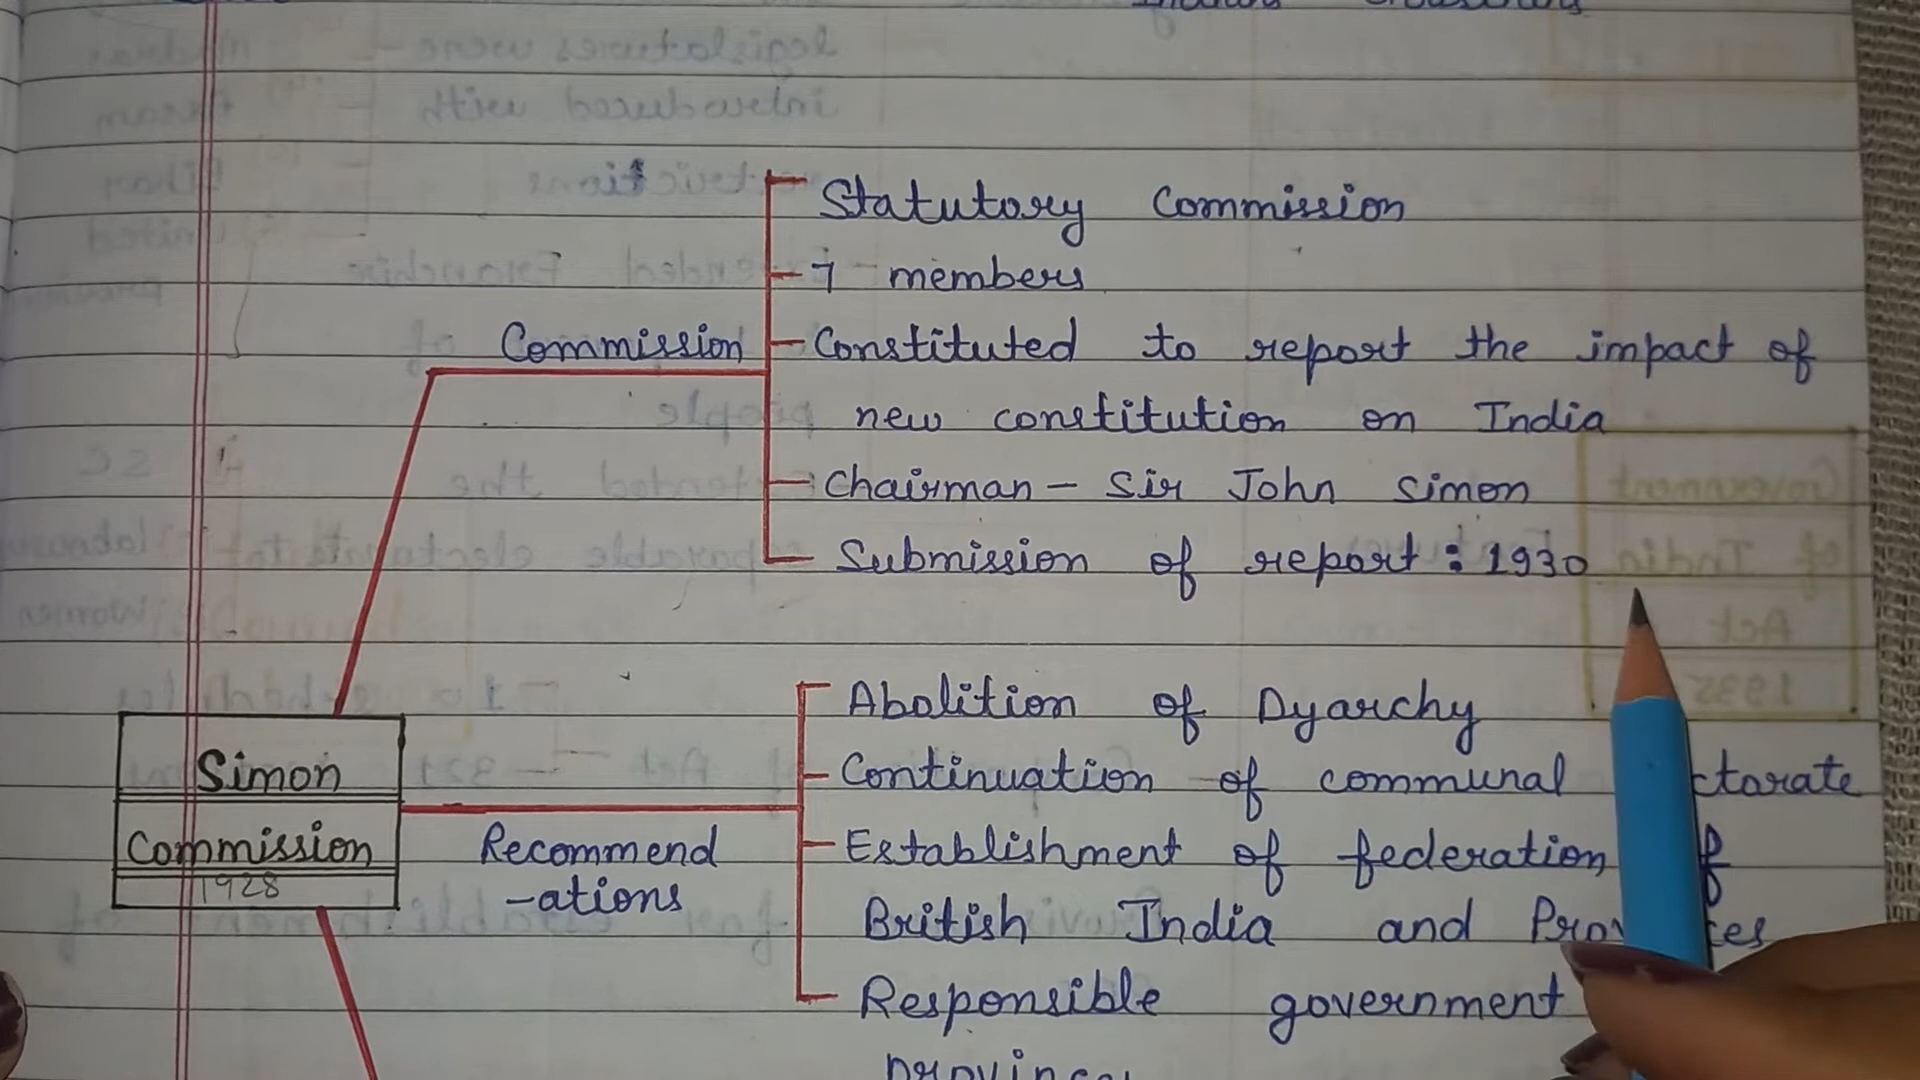 Statutory Commission
7 members
Commission
Constituted to report the impact of
new constitution on India
Chairman - Sir John Simon
Submission of report : 1930
Abolition of Dyarchy
Simon
Continuation of communal ctorate
Commission
1928
Recommend
-ations
Establishment of federation
British India and
Responsible government